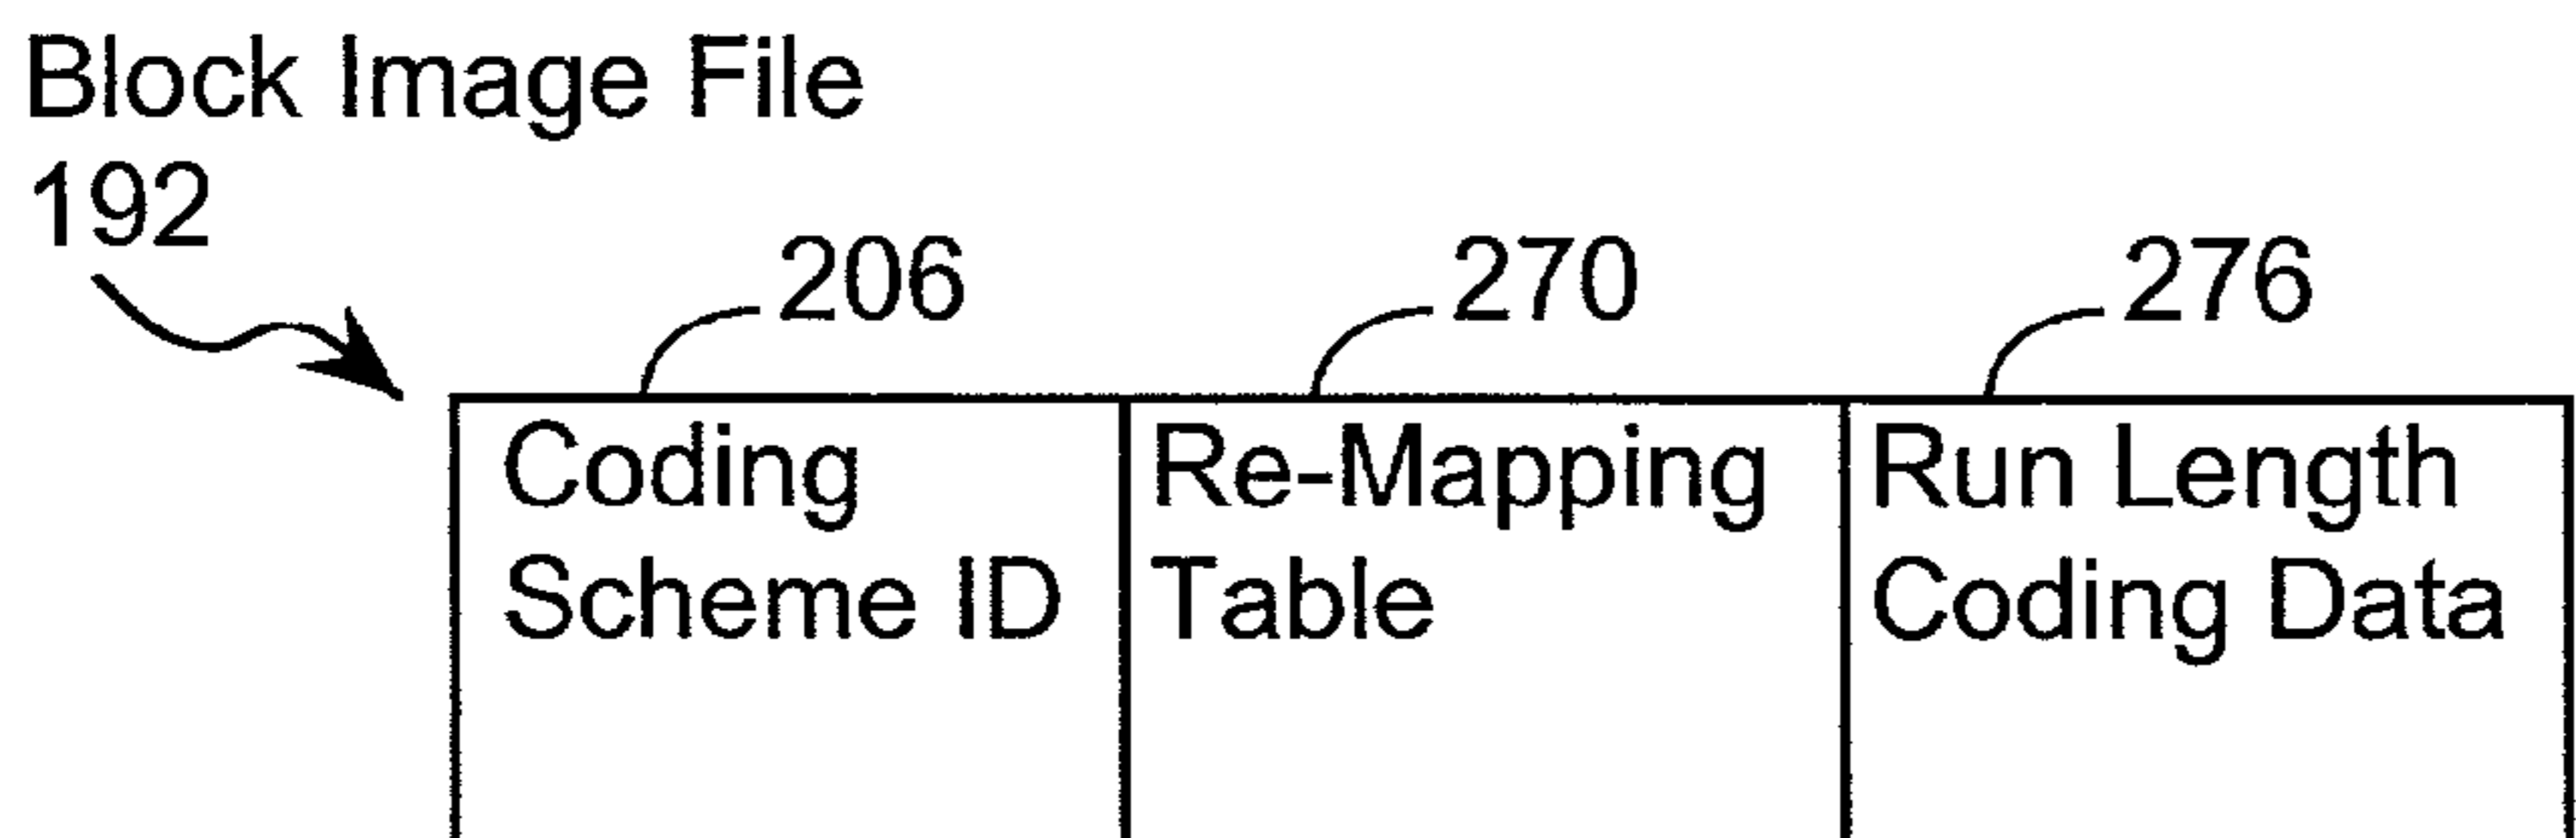 Block Image File
192
206
270
276
Coding
Scheme ID
Re-Mapping
Table
Run Length
Coding Data